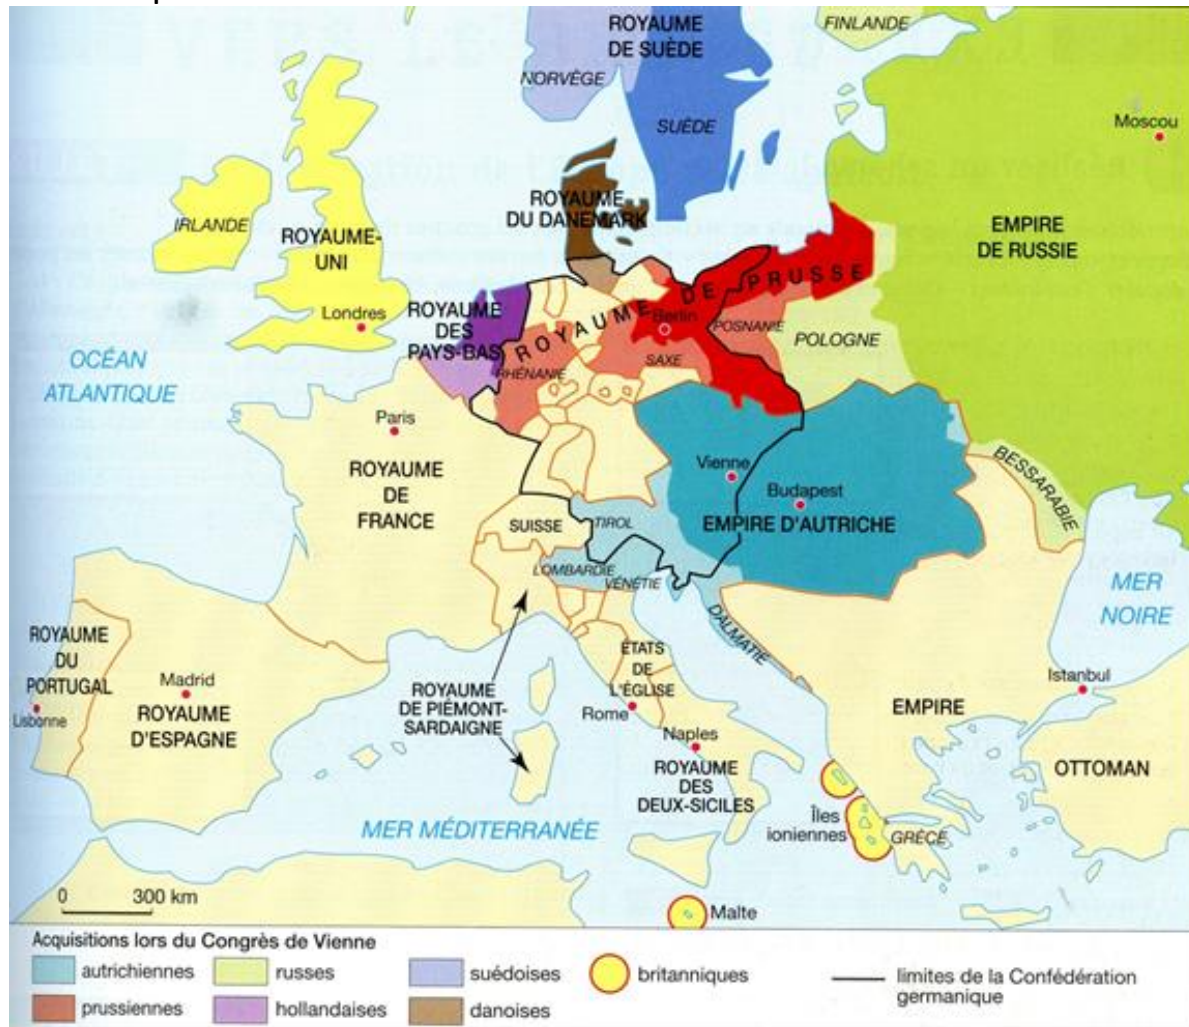 ROYAUME
DE SUÈDE
FINLANDE
NORVÈGE
SUÈDE
Moscou
ROYAUME
DU DANEMARK
IRLANDE
ROYAUME-
UNI
EMPIRE
DE RUSSIE
Londres
ROYAUME
DES
PAYS-BAS
ROYAUME DE PRUSSE
Berlin
POSNANIE
POLOGNE
RHÉNANIE
SAXE
OCÉAN
ATLANTIQUE
Paris
ROYAUME
DE
FRANCE
Vienne
Budapest
EMPIRE D'AUTRICHE
BESSARABIE
SUISSE
TIROL
LOMBARDIE
VÉNÉTIE
DALMATIE
MER
NOIRE
ROYAUME
DU
PORTUGAL
Lisbonne
Madrid
ROYAUME
D'ESPAGNE
ROYAUME
DE PIÉMONT-
SARDAIGNE
ETATS
DE
L'ÉGLISE
Rome
Naples
ROYAUME
DES
DEUX-SICILES
Istanbul
EMPIRE
OTTOMAN
Îles
ioniennes
GRÈCE
MER MÉDITERRANÉE
Malte
0 300 km
Acquisitions lors du Congrès de Vienne
autrichiennes
russes
suédoises
britanniques
limites de la Confédération
germanique
prussiennes
hollandaises
danoises